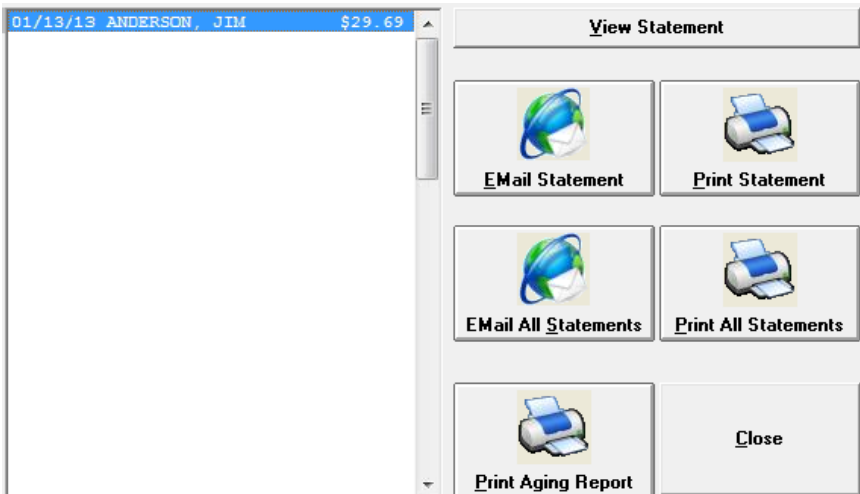 01/13/13 ANDERSON, JIM $29.69
View Statement
EMail Statement
Print Statement
EMail All Statements
Print All Statements
Print Aging Report
Close